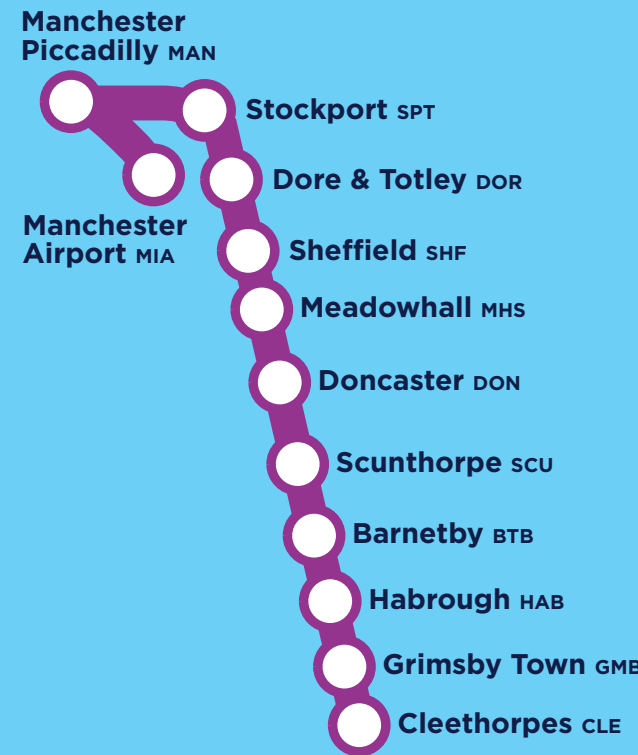 Manchester
Piccadilly MAN
Stockport SPT
Dore & Totley DOR
Manchester
Airport MIA
Sheffield SHF
Meadowhall MHS
Doncaster DON
Scunthorpe SCU
Barnetby BTB
Habrough HAB
Grimsby Town GMB
Cleethorpes CLE